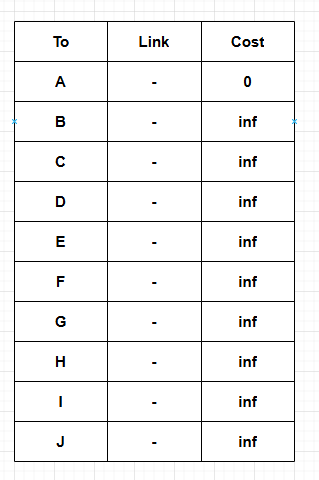 To Link Cost
A - 0
B - inf
C - inf
D - inf
E - inf
F - inf
G - inf
H - inf
I - inf
J - inf